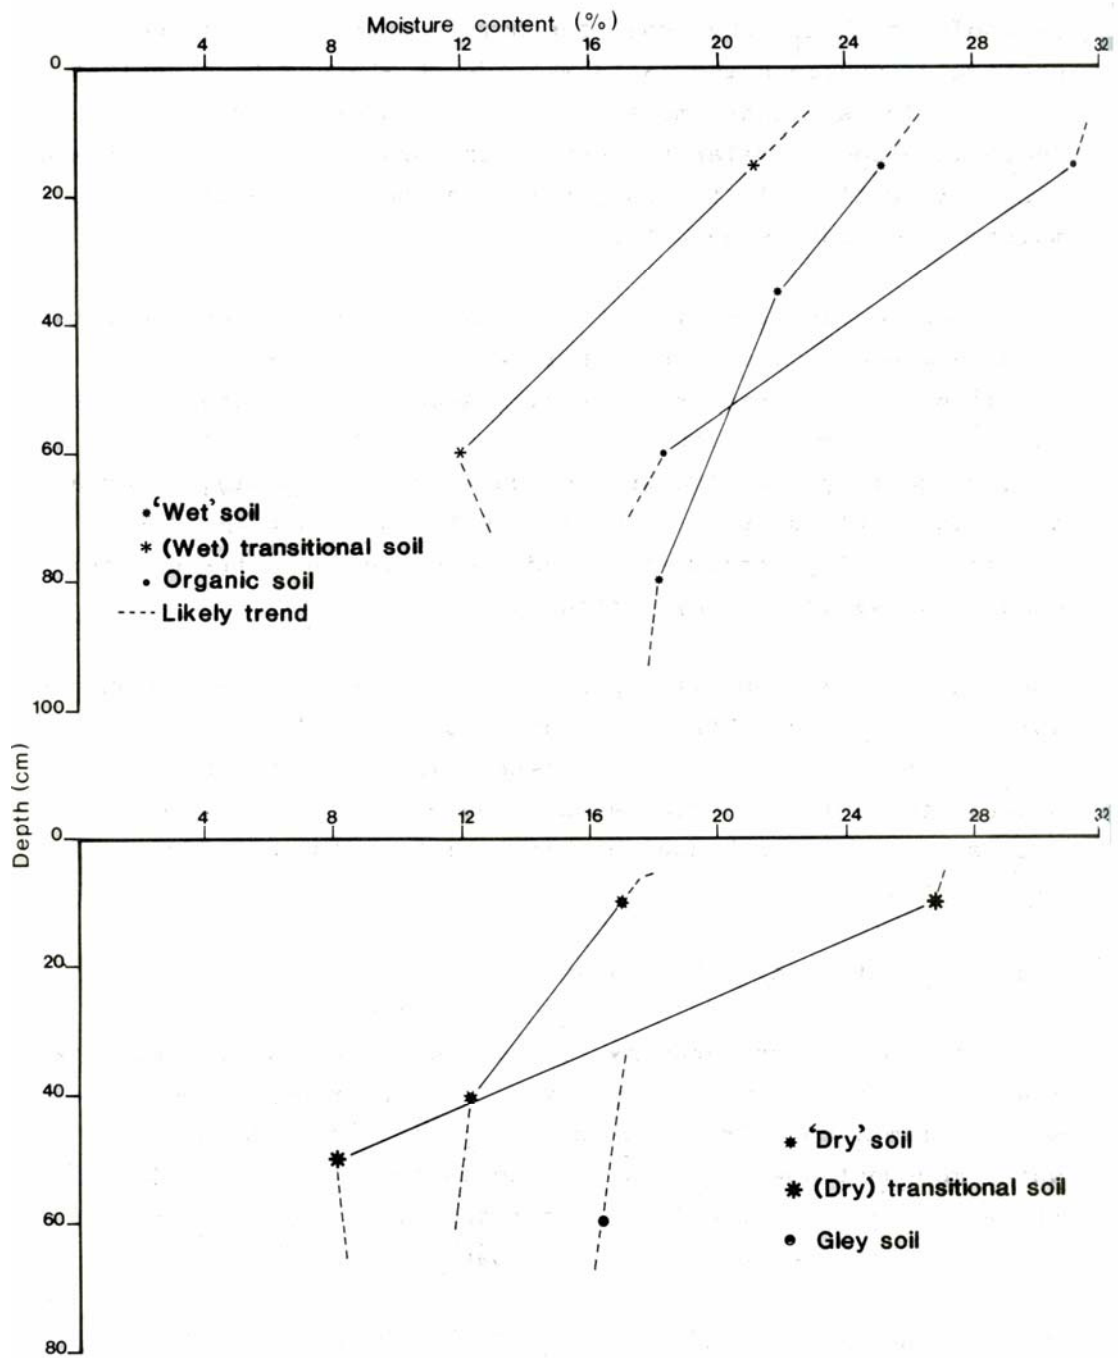 Moisture content (%)
4 8 12 16 20 24 28 32
0
20
40
60
‘Wet’ soil
(Wet) transitional soil
80
Organic soil
Likely trend
100
Depth (cm)
4 8 12 16 20 24 28 32
0
20
40
‘Dry’ soil
(Dry) transitional soil
60
Gley soil
80